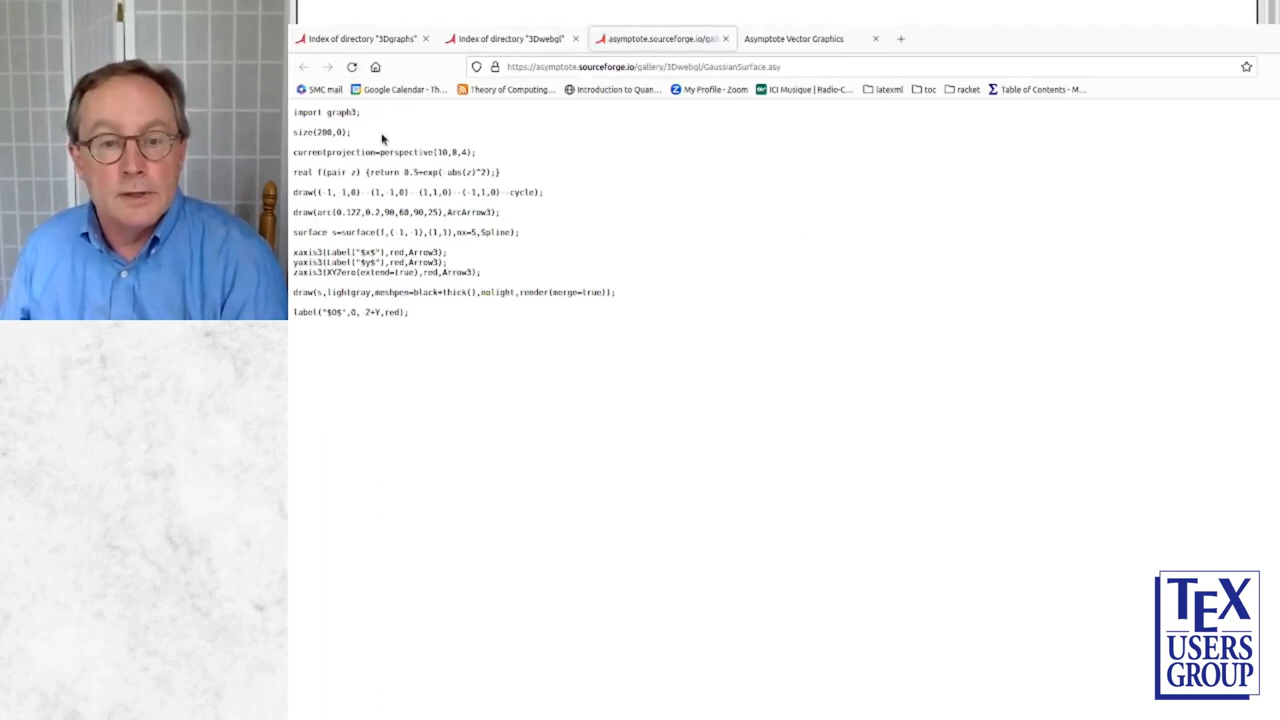 Index of directory "3Dgraphs"
Index of directory "3Dwebgl"
asymptote.sourceforge.io/gal
Asymptote Vector Graphics
https://asymptote.sourceforge.io/gallery/3Dwebgl/GaussianSurface.asy
SMC mail
Google Calendar - Th...
Theory of Computing...
Introduction to Quan...
My Profile - Zoom
ICI Musique | Radio-C...
latexml
toc
racket
Table of Contents - M...
import graph3;
size(200,0);
currentprojection=perspective(10,8,4);
real f(pair z) {return 0.5+exp(-abs(z)^2);}
draw((-1,-1,0)--(1,-1,0)--(1,1,0)--(-1,1,0)--cycle);
draw(arc(0.12Z,0.2,90,60,90,25),ArcArrow3);
surface s=surface(f,(-1,-1),(1,1),nx=5,Spline);
xaxis3(Label("$x$"),red,Arrow3);
yaxis3(Label("$y$"),red,Arrow3);
zaxis3(XYZero(extend=true),red,Arrow3);
draw(s,lightgray,meshpen=black+thick(),nolight,render(merge=true));
label("$O$",O,-Z+Y,red);
TEX
USERS
GROUP